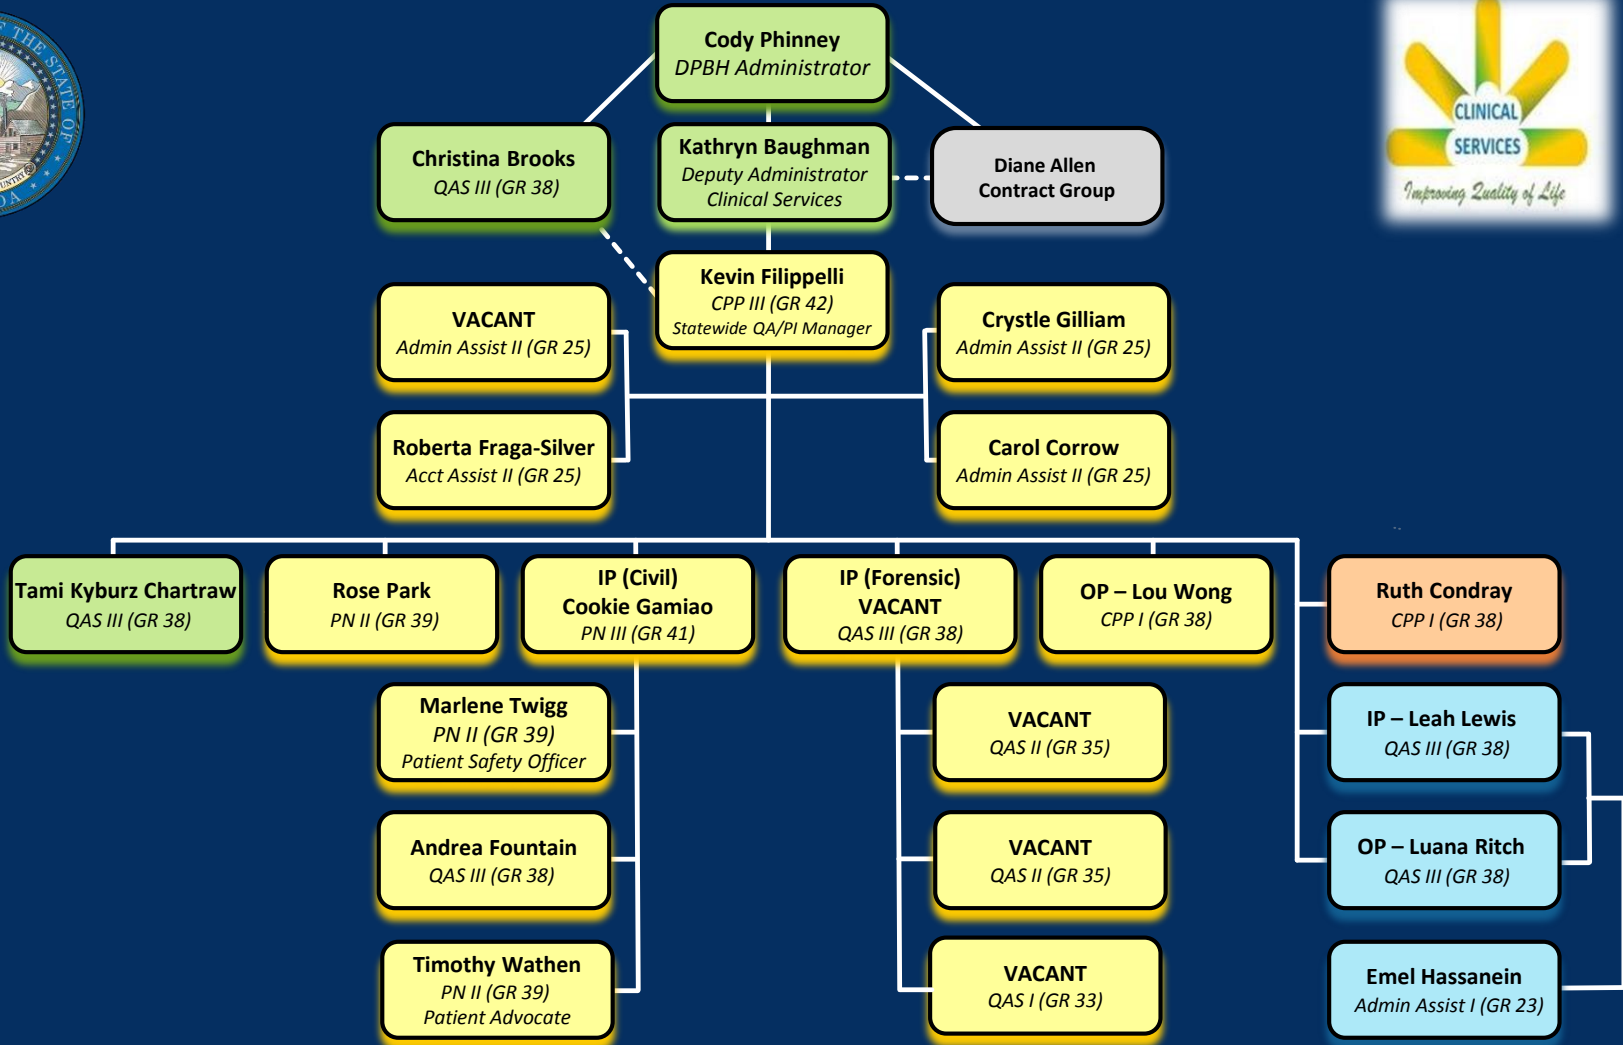 OF THE STATE OF
COUNTRY
CLINICAL
SERVICES
Improving Quality of Life
Cody Phinney
DPBH Administrator
Christina Brooks
QAS III (GR 38)
Kathryn Baughman
Deputy Administrator
Clinical Services
Diane Allen
Contract Group
Kevin Filippelli
CPP III (GR 42)
Statewide QA/PI Manager
VACANT
Admin Assist II (GR 25)
Crystle Gilliam
Admin Assist II (GR 25)
Roberta Fraga-Silver
Acct Assist II (GR 25)
Carol Corrow
Admin Assist II (GR 25)
Tami Kyburz Chartraw
QAS III (GR 38)
Rose Park
PN II (GR 39)
IP (Civil)
Cookie Gamiao
PN III (GR 41)
IP (Forensic)
VACANT
QAS III (GR 38)
OP – Lou Wong
CPP I (GR 38)
Ruth Condray
CPP I (GR 38)
Marlene Twigg
PN II (GR 39)
Patient Safety Officer
VACANT
QAS II (GR 35)
IP – Leah Lewis
QAS III (GR 38)
Andrea Fountain
QAS III (GR 38)
VACANT
QAS II (GR 35)
OP – Luana Ritch
QAS III (GR 38)
Timothy Wathen
PN II (GR 39)
Patient Advocate
VACANT
QAS I (GR 33)
Emel Hassanein
Admin Assist I (GR 23)